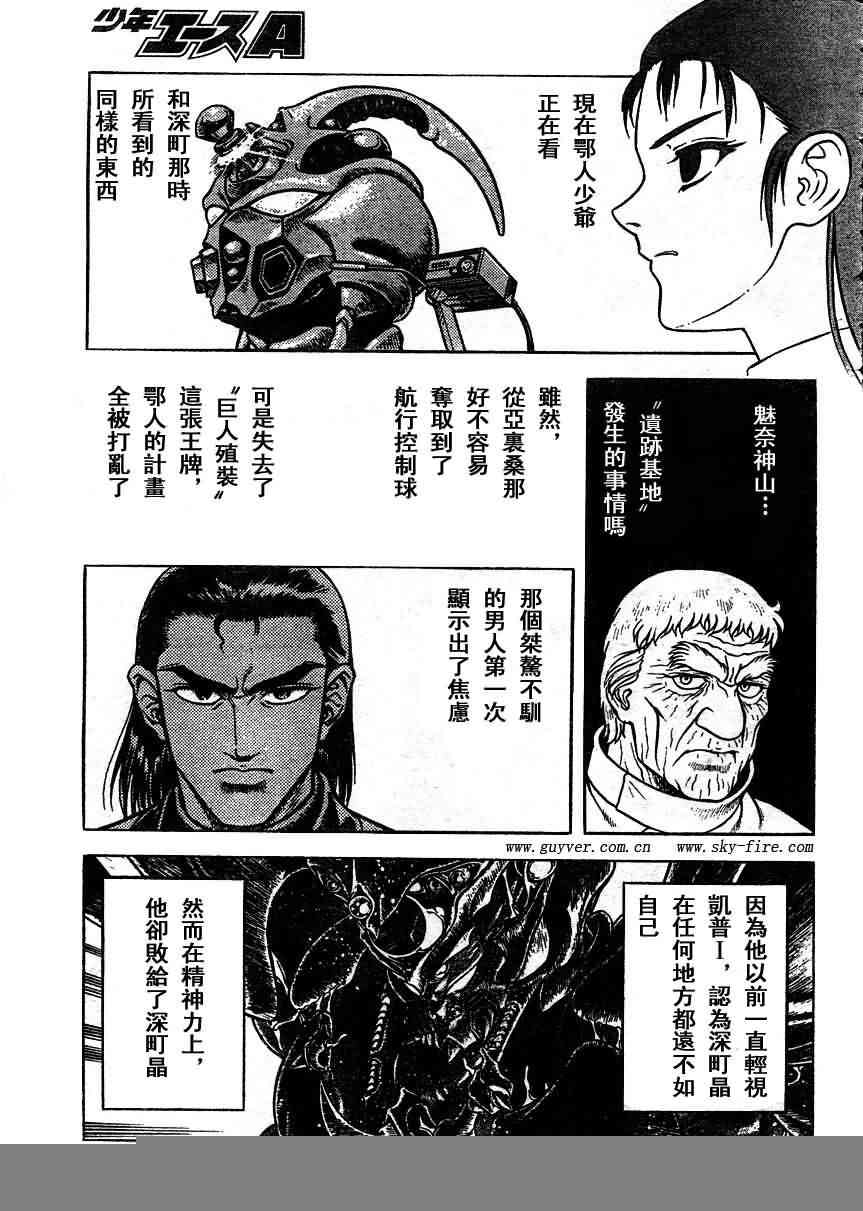 少年エースA
現在鄂人少爺
正在看
和深町那時
所看到的
同樣的東西
魅奈神山…
〝遺跡基地〞
發生的事情嗎
雖然，
從亞裏桑那
好不容易
奪取到了
航行控制球
可是失去了
〝巨人殖裝〞
這張王牌，
鄂人的計畫
全被打亂了
那個桀驁不馴
的男人第一次
顯示出了焦慮
www.guyver.com.cn
www.sky-fire.com
因為他以前一直輕視
凱普Ⅰ，認為深町晶
在任何地方都遠不如
自己
然而在精神力上，
他卻敗給了深町晶